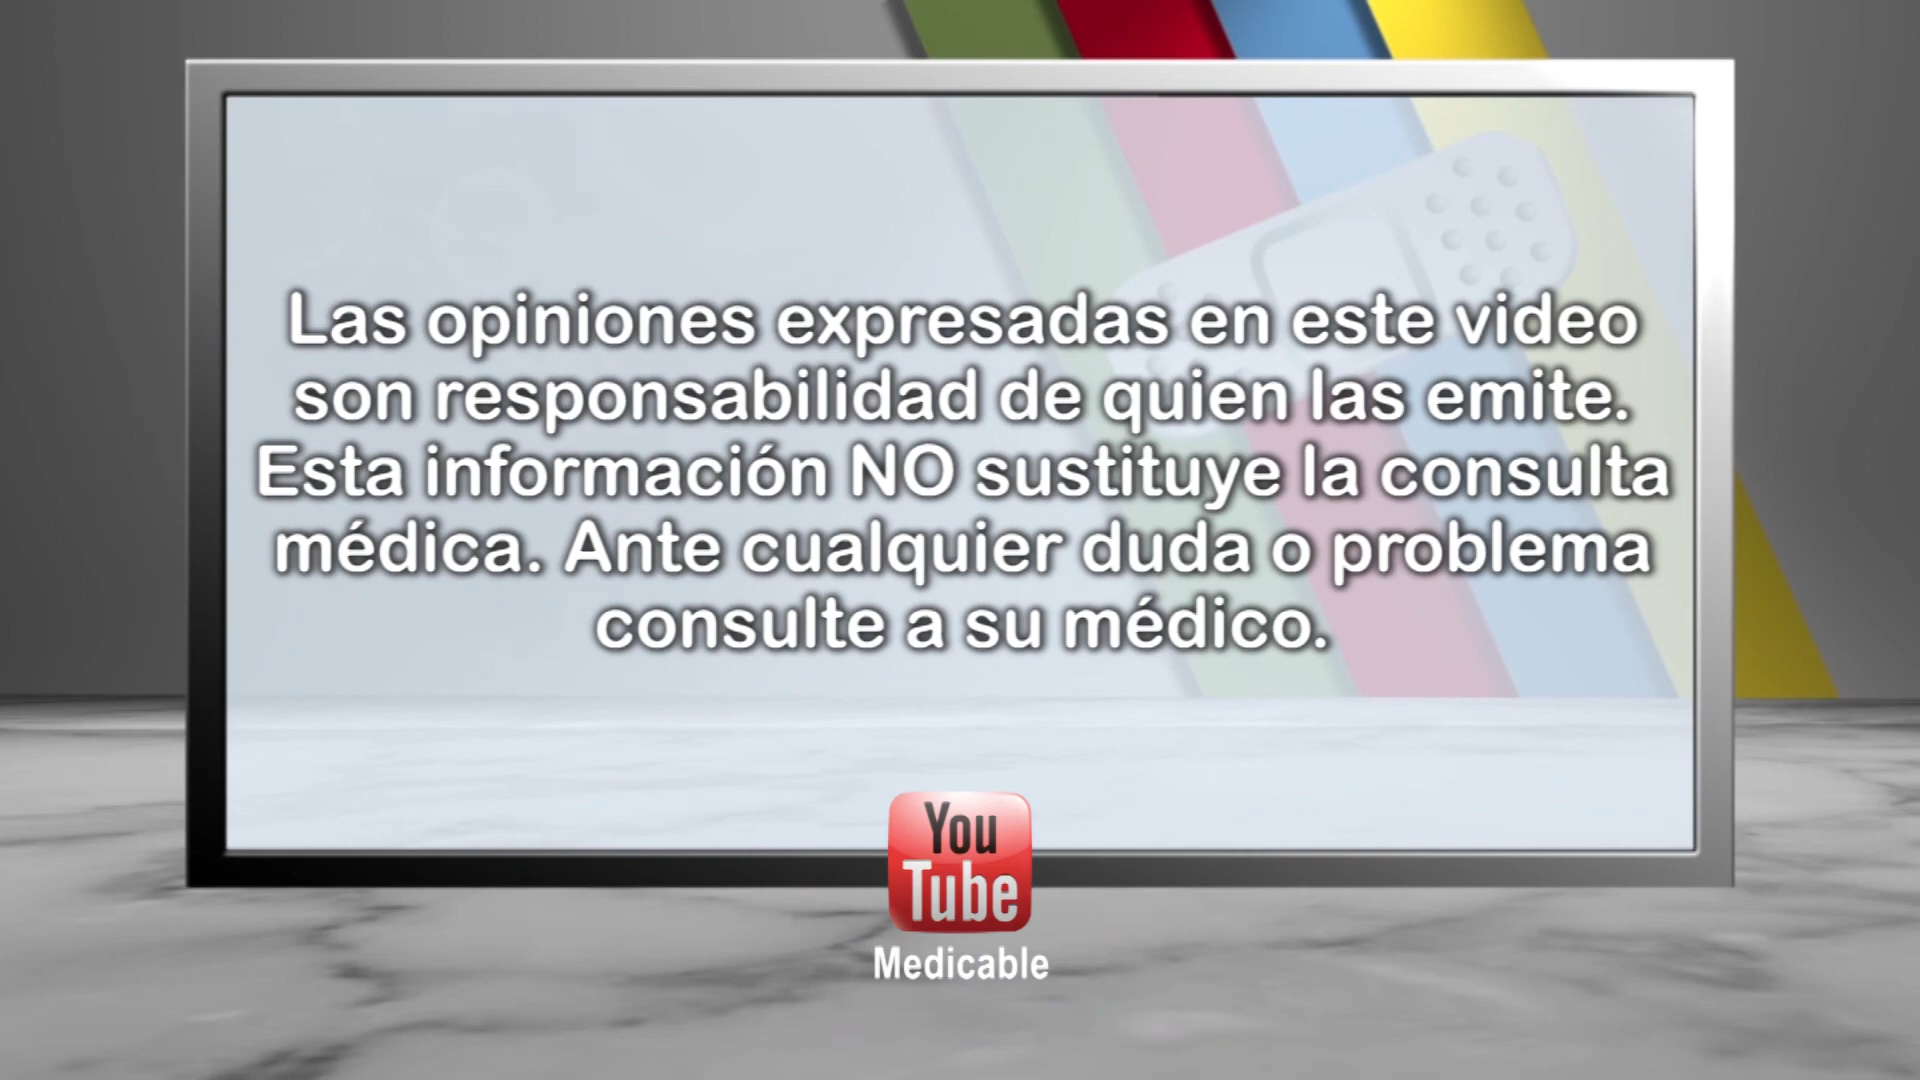 Las opiniones expresadas en este video
son responsabilidad de quien las emite.
Esta información NO sustituye la consulta
médica. Ante cualquier duda o problema
consulte a su médico.
You
Tube
Medicable